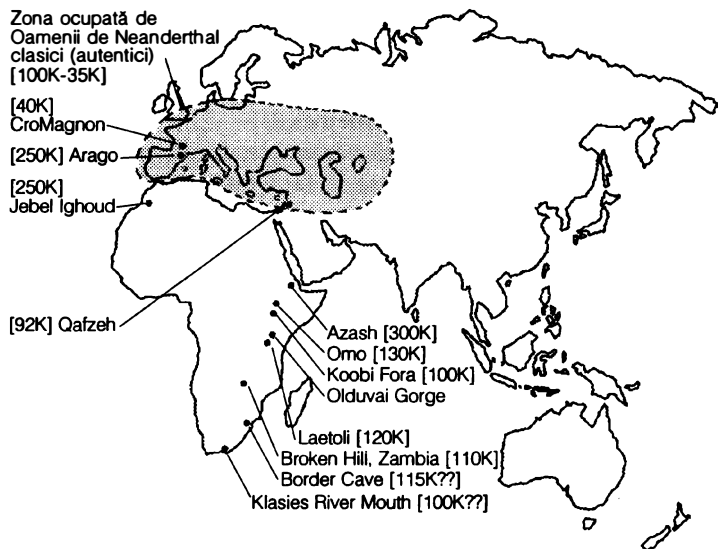 Zona ocupată de
Oamenii de Neanderthal
clasici (autentici)
[100K-35K]
[40K]
CroMagnon
[250K] Arago
[250K]
Jebel Ighoud
[92K] Qafzeh
Azash [300K]
Omo [130K]
Koobi Fora [100K]
Olduvai Gorge
Laetoli [120K]
Broken Hill, Zambia [110K]
Border Cave [115K??]
Klasies River Mouth [100K??]